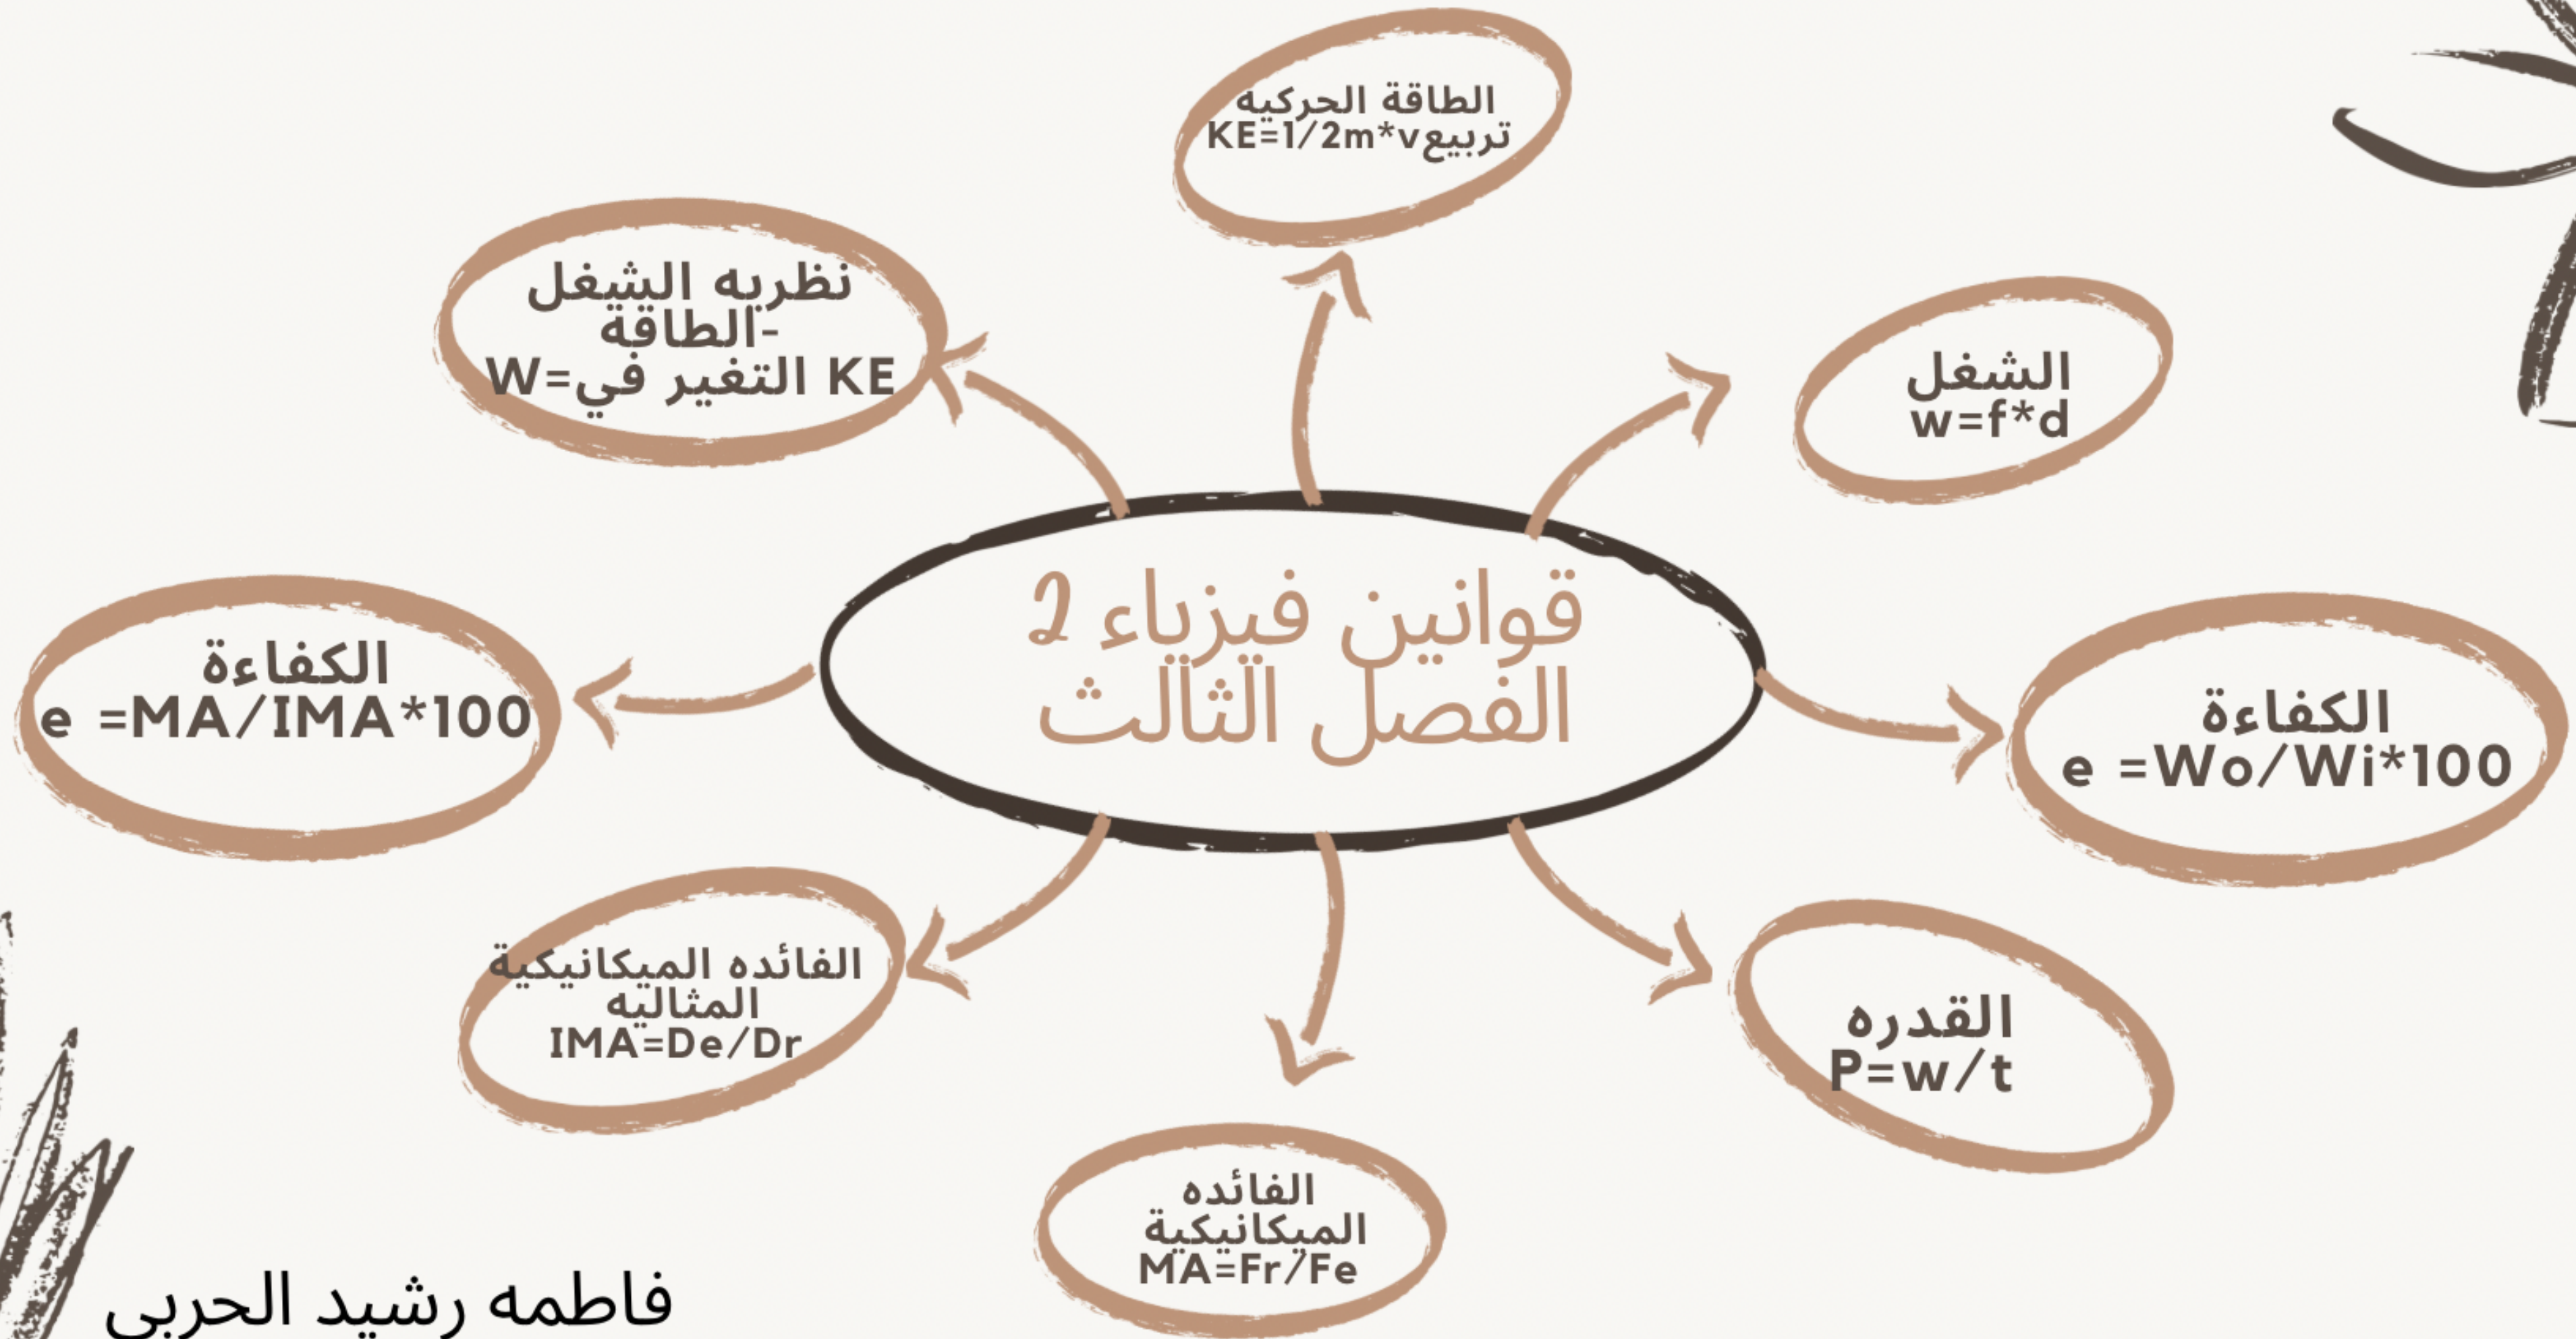 الطاقة الحركيه
KE=1/2m*vتربيع
نظريه الشغل
-الطاقه
W=التغير في KE
الشغل
w=f*d
قوانين فيزياء 2
الفصل الثالث
الكفاءة
e =MA/IMA*100
الكفاءة
e =Wo/Wi*100
الفائده الميكانيكية
المثاليه
IMA=De/Dr
القدره
P=w/t
الفائده
الميكانيكية
MA=Fr/Fe
فاطمه رشيد الحربي